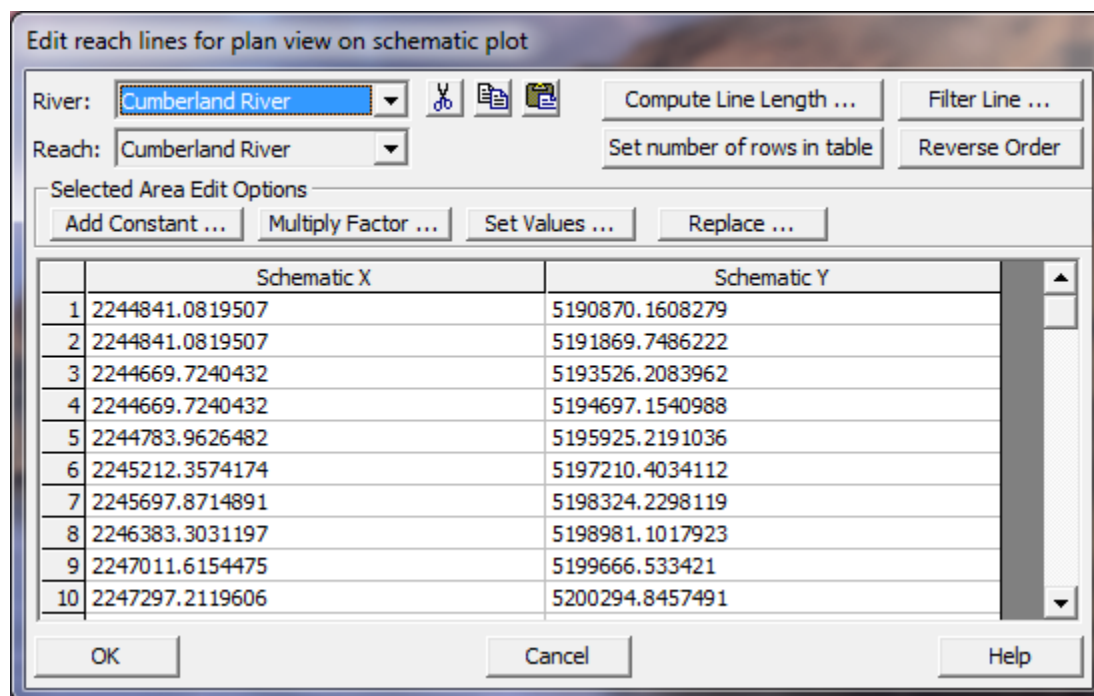 Edit reach lines for plan view on schematic plot
River: Cumberland River Compute Line Length ... Filter Line ...
Reach: Cumberland River Set number of rows in table Reverse Order
Selected Area Edit Options
Add Constant ... Multiply Factor ... Set Values ... Replace ...
Schematic X Schematic Y
1 2244841.0819507 5190870.1608279
2 2244841.0819507 5191869.7486222
3 2244669.7240432 5193526.2083962
4 2244669.7240432 5194697.1540988
5 2244783.9626482 5195925.2191036
6 2245212.3574174 5197210.4034112
7 2245697.8714891 5198324.2298119
8 2246383.3031197 5198981.1017923
9 2247011.6154475 5199666.533421
10 2247297.2119606 5200294.8457491
OK Cancel Help